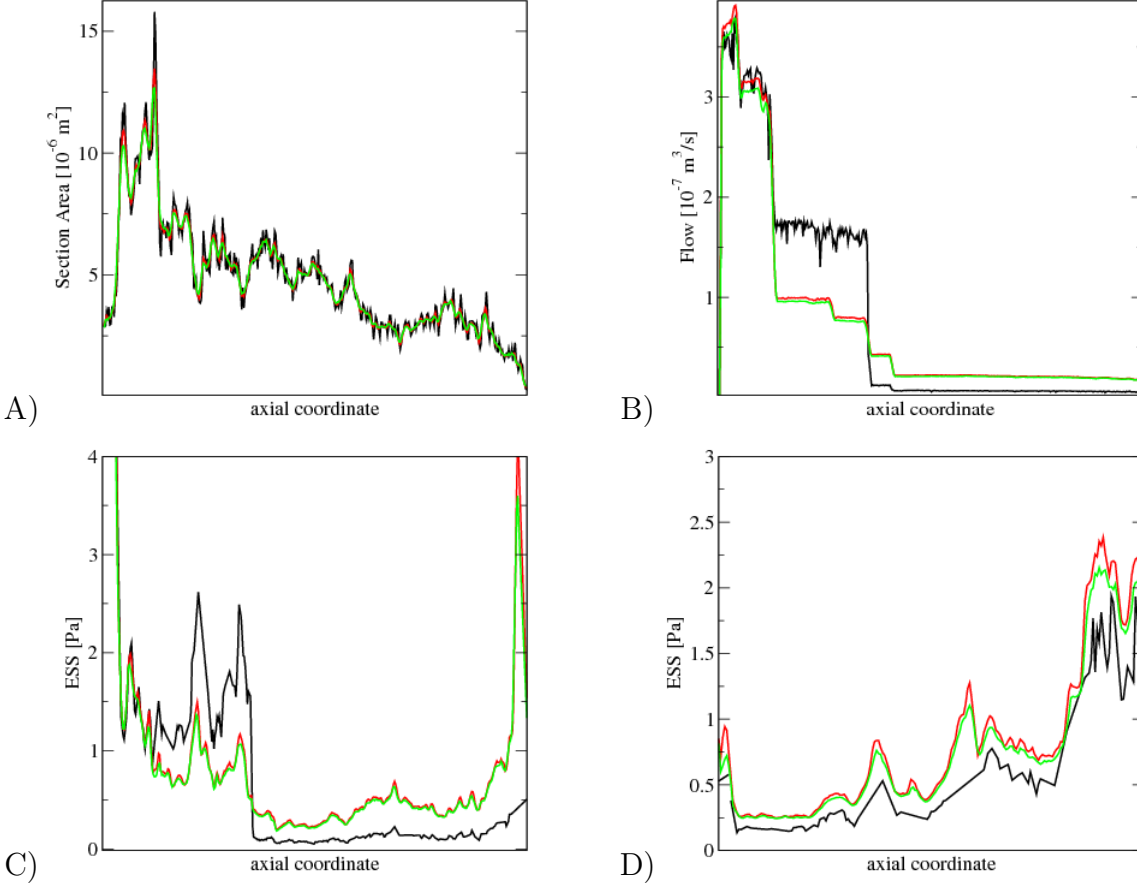 15
10
5
Section Area [10⁻⁶ m²]
axial coordinate
A)
3
2
1
Flow [10⁻⁷ m³/s]
axial coordinate
B)
4
3
2
1
0
ESS [Pa]
axial coordinate
C)
3
2.5
2
1.5
1
0.5
0
ESS [Pa]
axial coordinate
D)